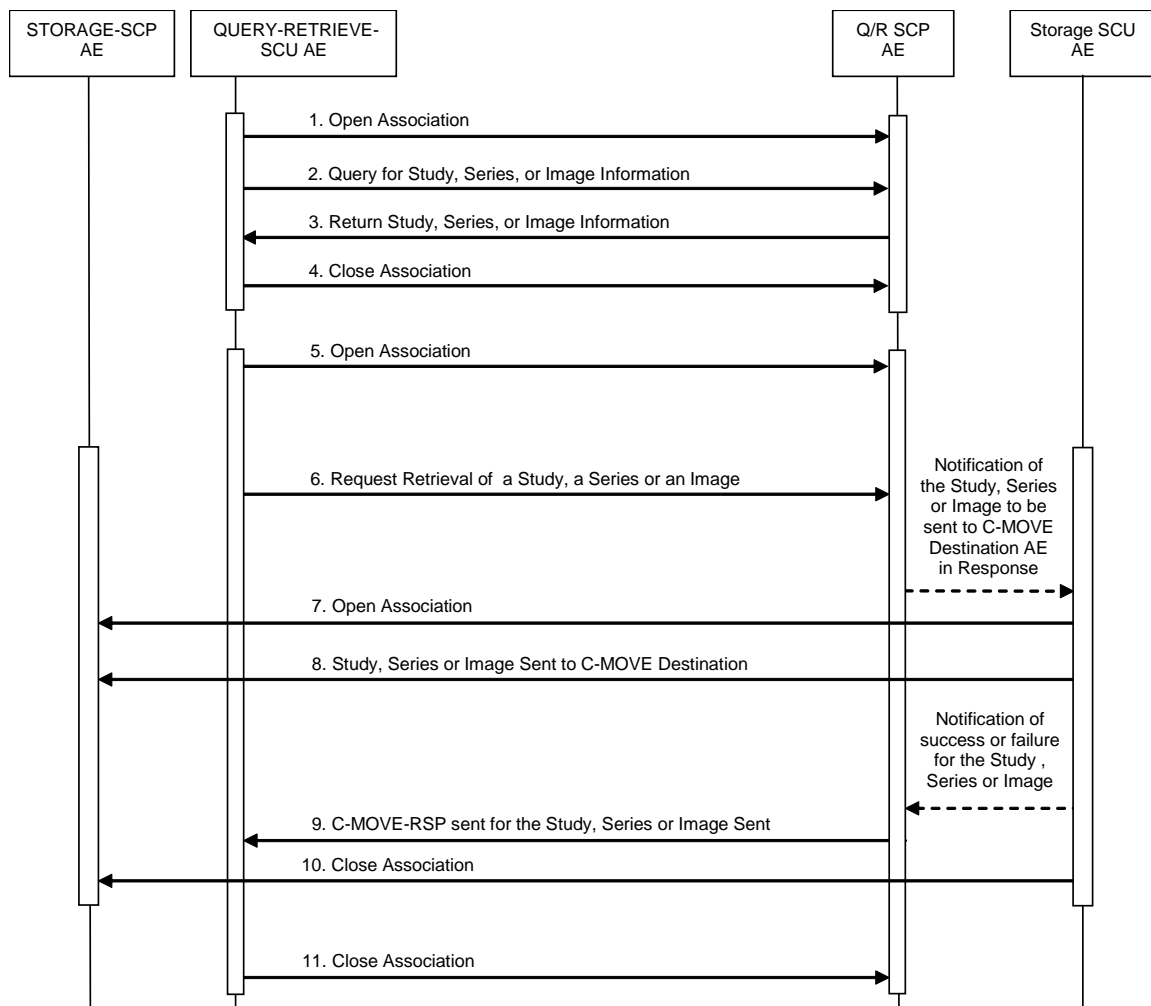 STORAGE-SCP
AE
QUERY-RETRIEVE-
SCU AE
Q/R SCP
AE
Storage SCU
AE
1. Open Association
2. Query for Study, Series, or Image Information
3. Return Study, Series, or Image Information
4. Close Association
5. Open Association
6. Request Retrieval of a Study, a Series or an Image
Notification of
the Study, Series
or Image to be
sent to C-MOVE
Destination AE
in Response
7. Open Association
8. Study, Series or Image Sent to C-MOVE Destination
Notification of
success or failure
for the Study ,
Series or Image
9. C-MOVE-RSP sent for the Study, Series or Image Sent
10. Close Association
11. Close Association